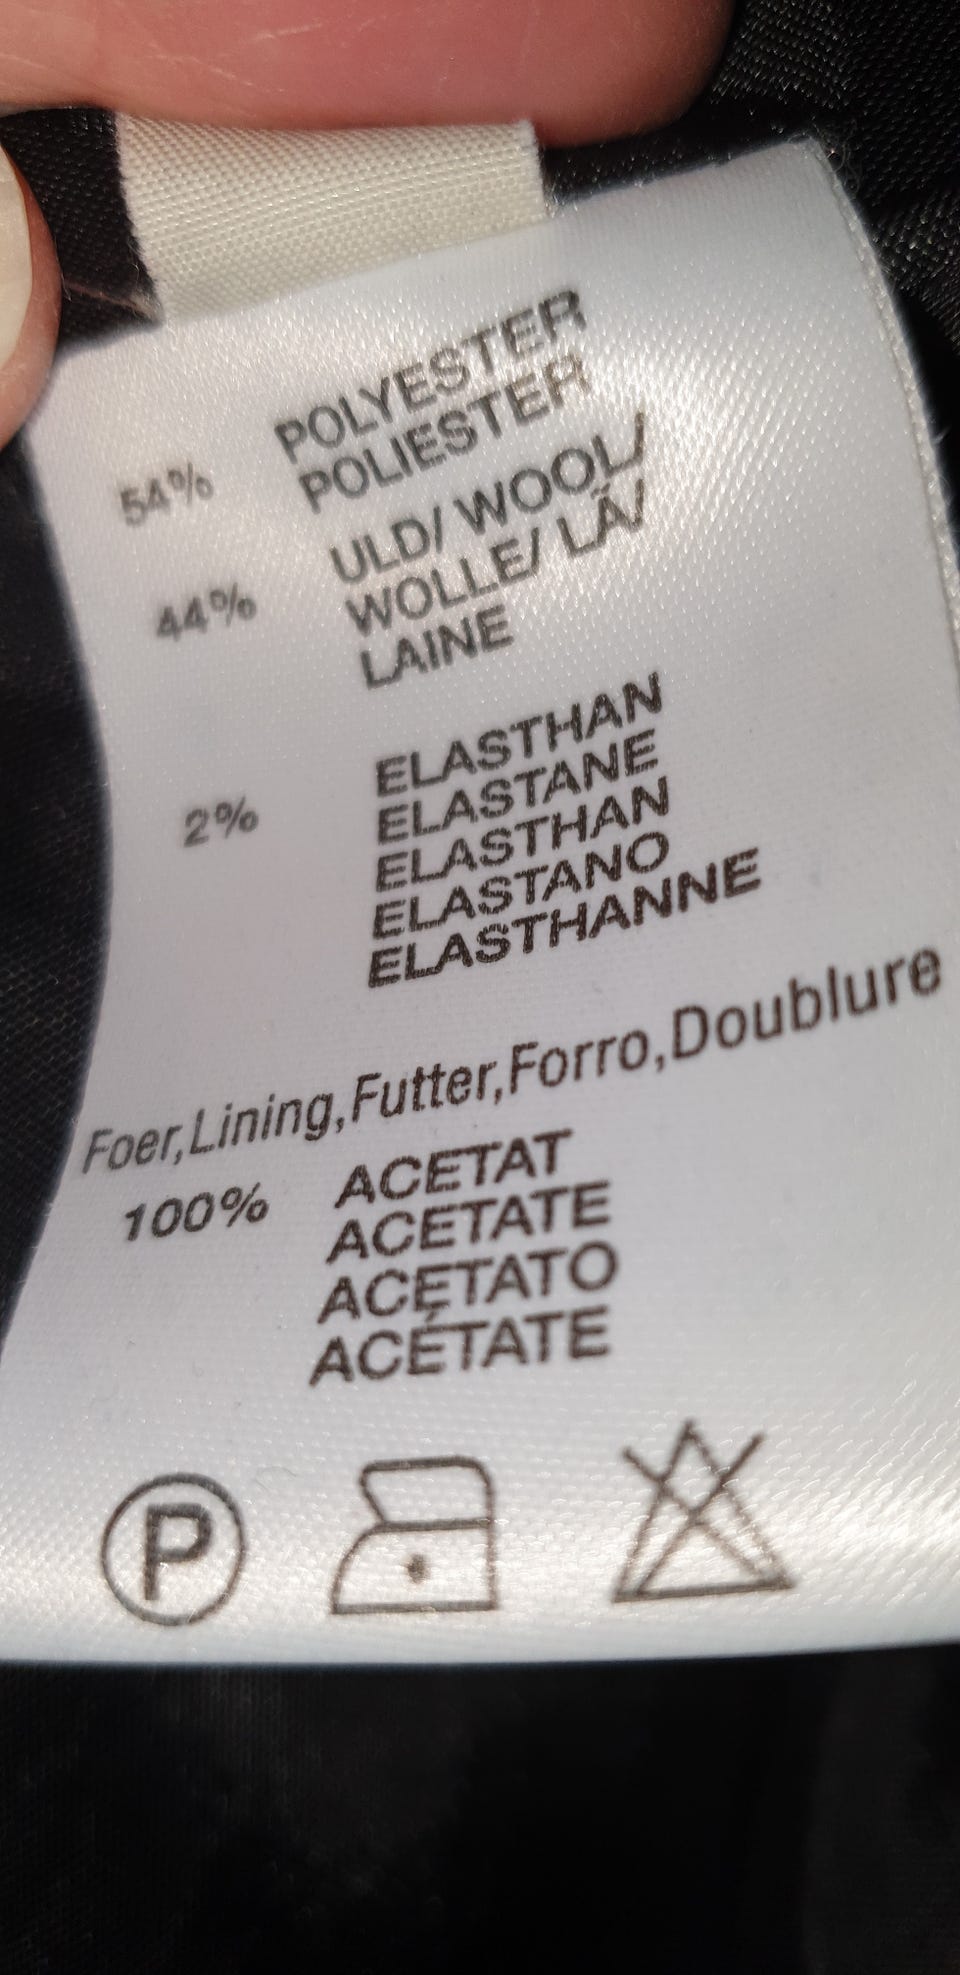 54% POLYESTER
POLIESTER
44% ULD/ WOOL/
WOLLE/ LÃ/
LAINE
2% ELASTHAN
ELASTANE
ELASTHAN
ELASTANO
ELASTHANNE
Foer,Lining,Futter,Forro,Doublure
100% ACETAT
ACETATE
ACETATO
ACÉTATE
P